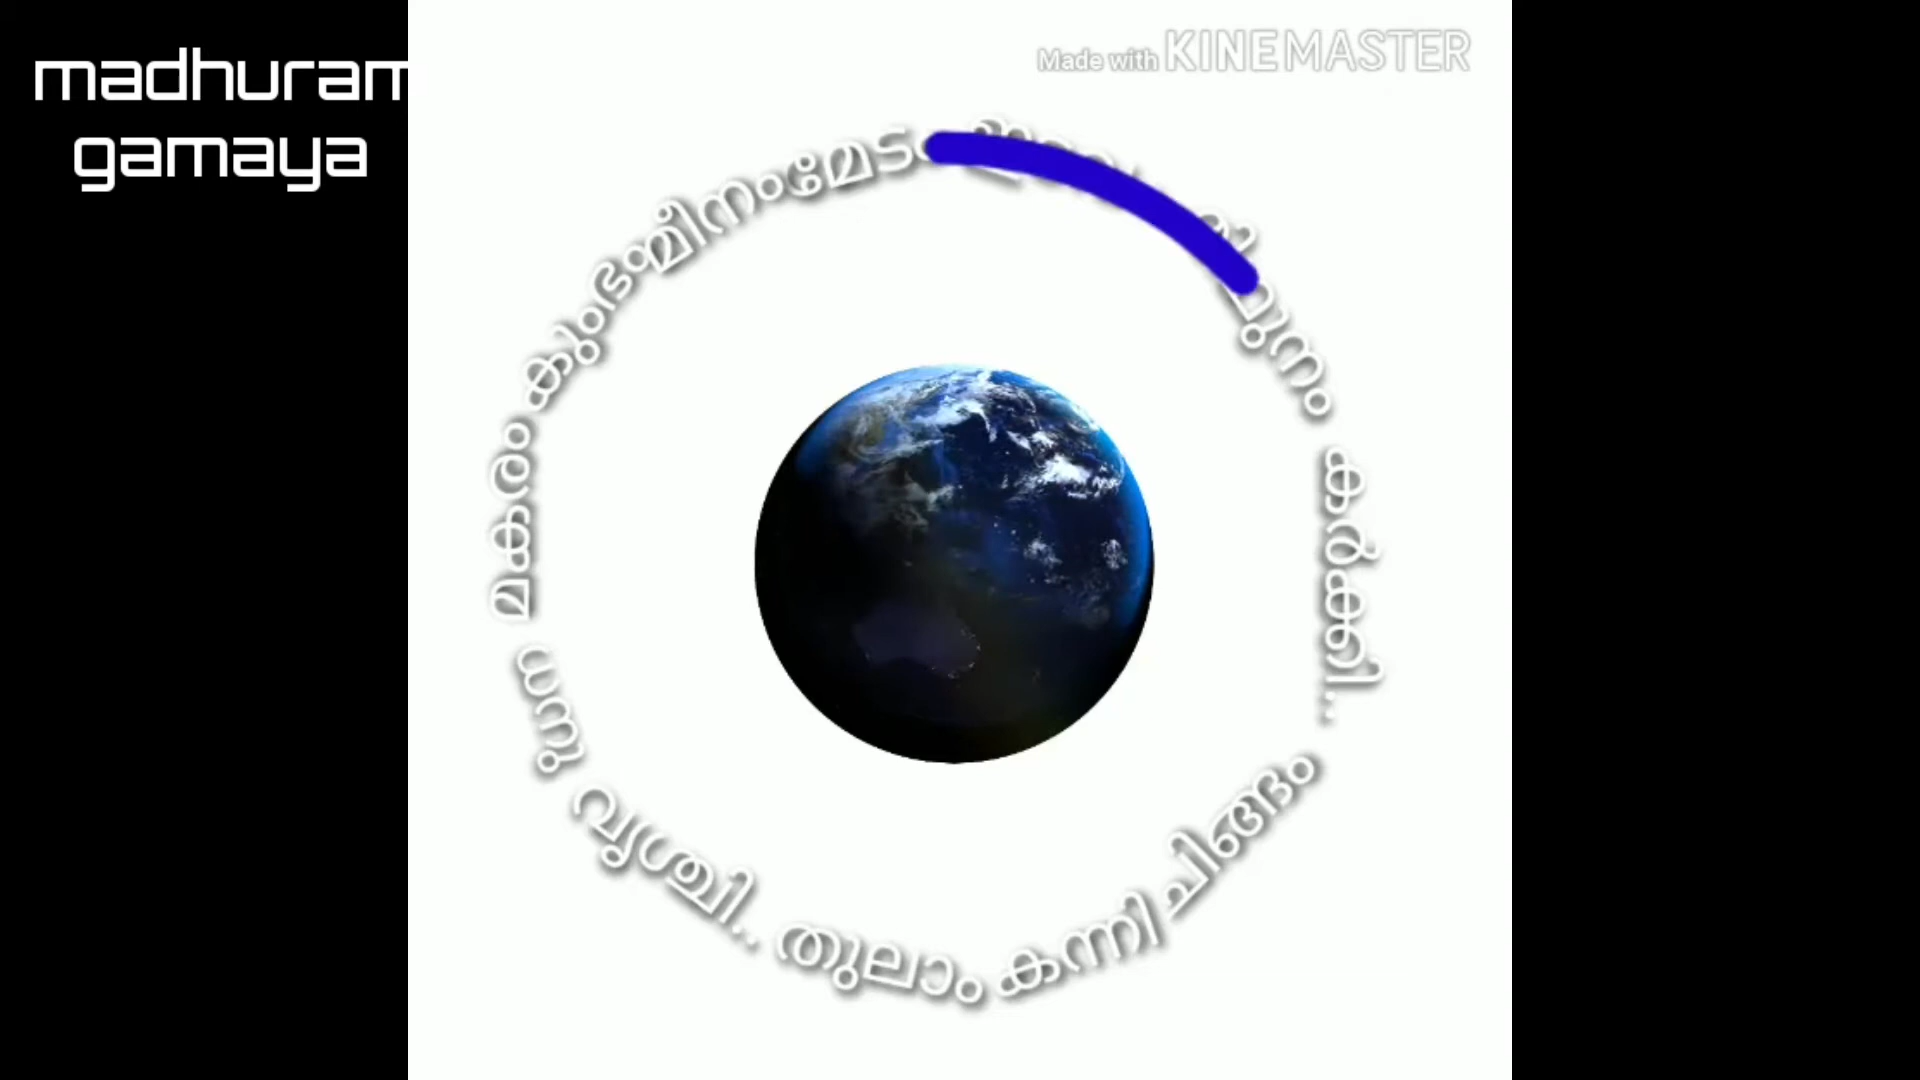 madhuram
gamaya
Made with KINEMASTER
മേടം
മിഥുനം
കർക്കി..
ചിങ്ങം
കന്നി
തുലാം
വൃശ്ചി..
ധനു
മകരം
കുംഭം
മീനം